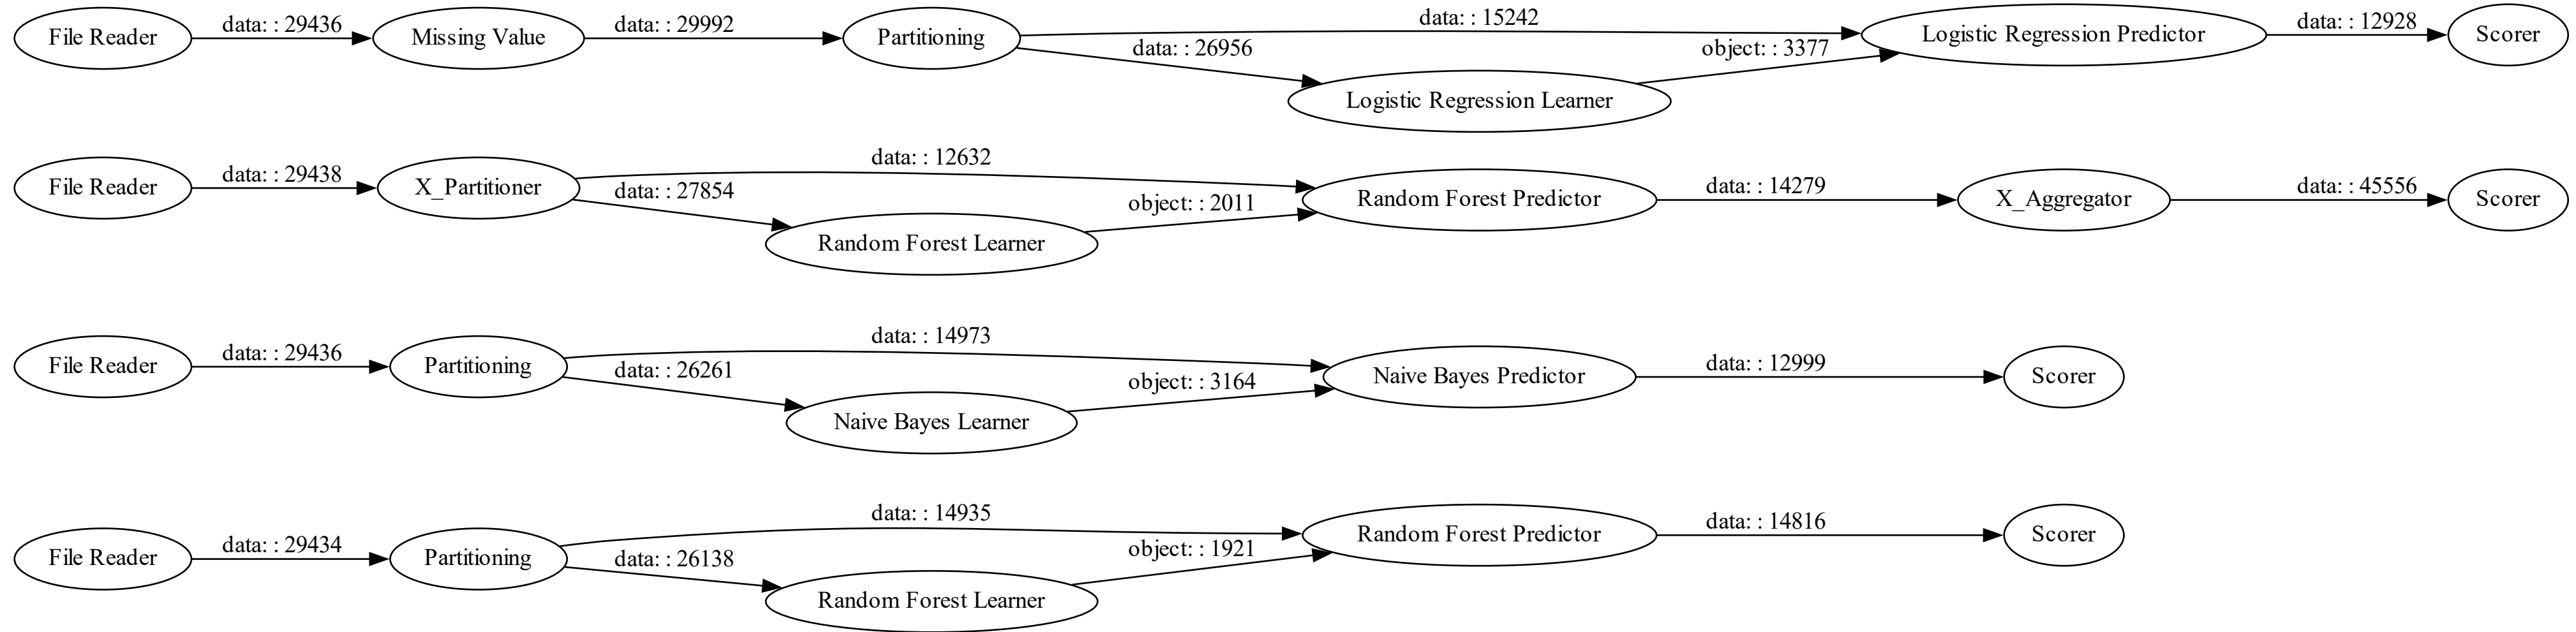 File Reader
data: : 29436
Missing Value
data: : 29992
Partitioning
data: : 15242
data: : 26956
Logistic Regression Learner
object: : 3377
Logistic Regression Predictor
data: : 12928
Scorer
File Reader
data: : 29438
X_Partitioner
data: : 12632
data: : 27854
Random Forest Learner
object: : 2011
Random Forest Predictor
data: : 14279
X_Aggregator
data: : 45556
Scorer
File Reader
data: : 29436
Partitioning
data: : 14973
data: : 26261
Naive Bayes Learner
object: : 3164
Naive Bayes Predictor
data: : 12999
Scorer
File Reader
data: : 29434
Partitioning
data: : 14935
data: : 26138
Random Forest Learner
object: : 1921
Random Forest Predictor
data: : 14816
Scorer